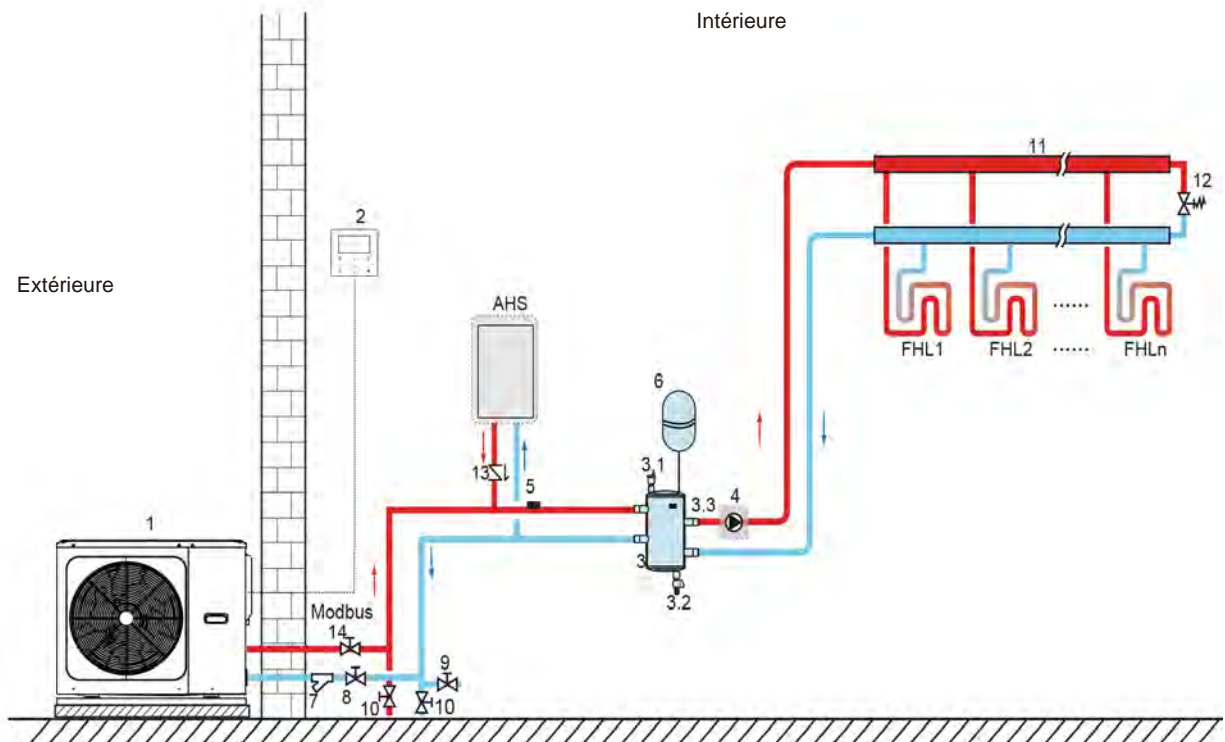 Intérieure
11
12
2
Extérieure
AHS
FHL1
FHL2
......
......
FHLn
6
13
5
3.1
3.3
4
1
3
3.2
Modbus
14
9
7
8
10
10